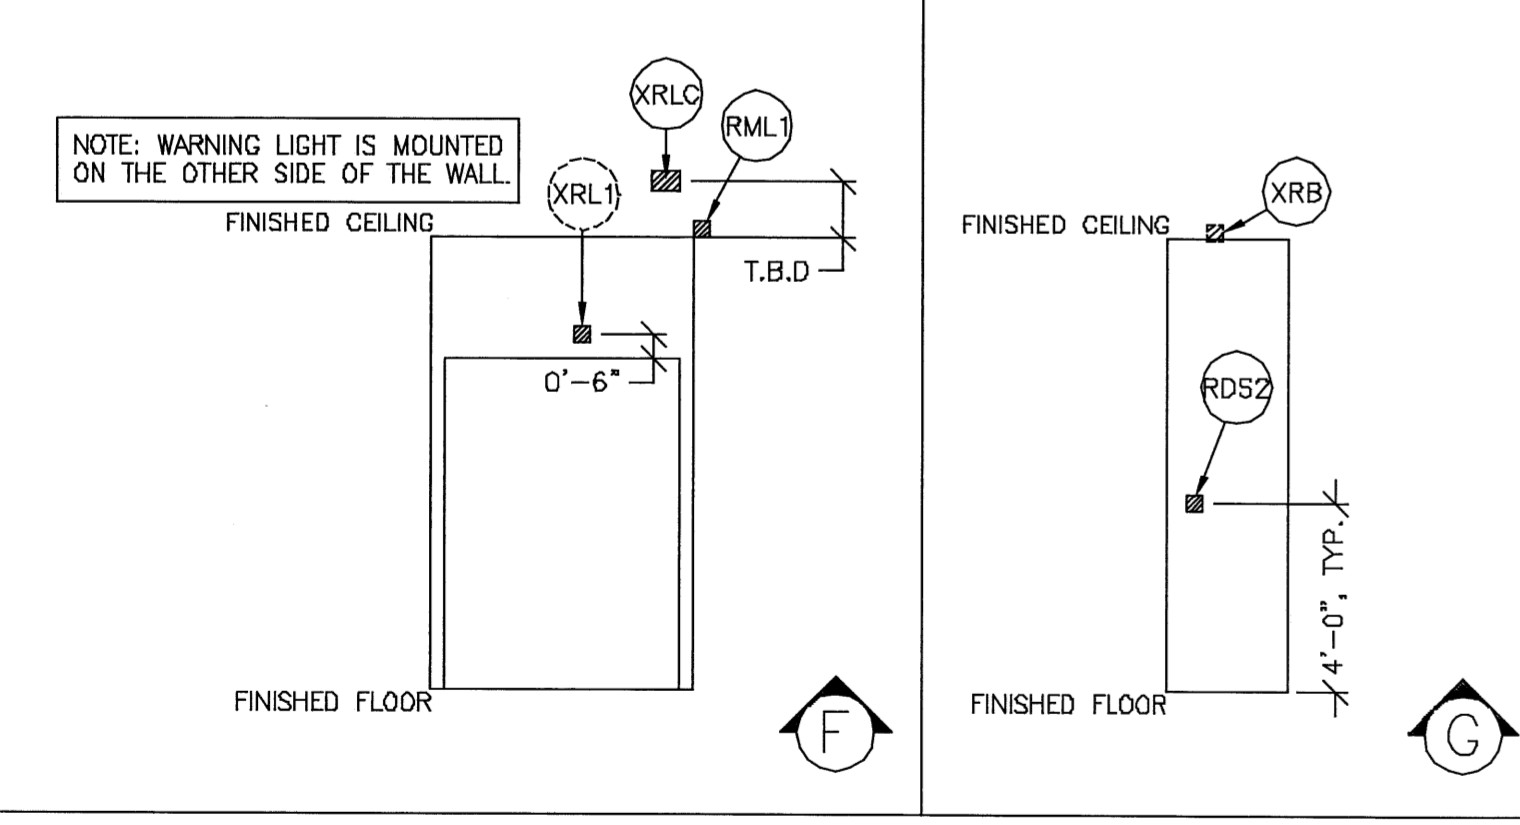 XRLC
RML1
NOTE: WARNING LIGHT IS MOUNTED
ON THE OTHER SIDE OF THE WALL.
XRL1
FINISHED CEILING
T.B.D
0'-6"
FINISHED FLOOR
F
XRB
FINISHED CEILING
RD52
4'-0", TYP.
FINISHED FLOOR
G